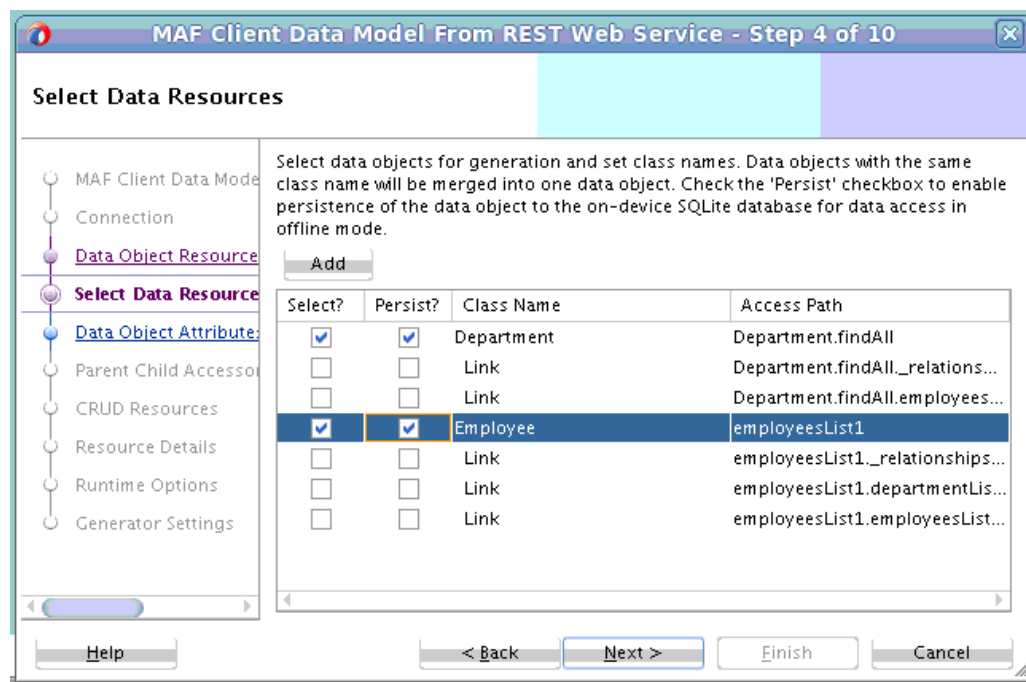 MAF Client Data Model From REST Web Service - Step 4 of 10
Select Data Resources
MAF Client Data Mode
Connection
Data Object Resource
Select Data Resource
Data Object Attribute
Parent Child Accesso
CRUD Resources
Resource Details
Runtime Options
Generator Settings
Select data objects for generation and set class names. Data objects with the same
class name will be merged into one data object. Check the 'Persist' checkbox to enable
persistence of the data object to the on-device SQLite database for data access in
offline mode.
Add
Select? Persist? Class Name Access Path
Department Department.findAll
Link Department.findAll._relations...
Link Department.findAll.employees...
Employee employeesList1
Link employeesList1._relationships...
Link employeesList1.departmentLis...
Link employeesList1.employeesList...
Help < Back Next > Finish Cancel